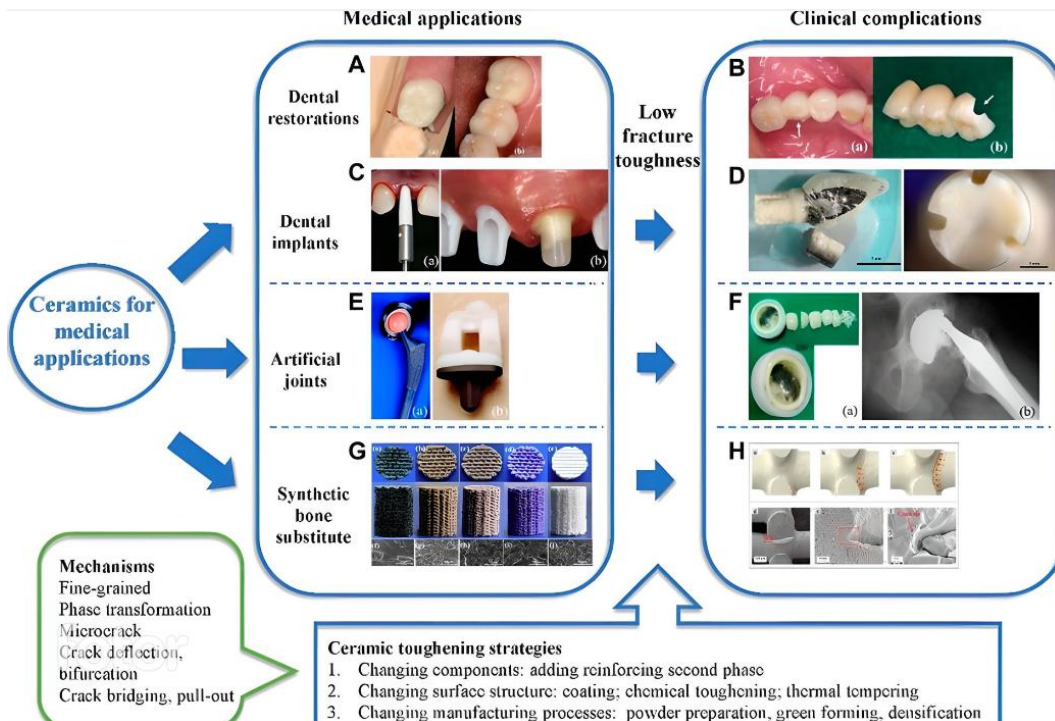 Medical applications
Clinical complications
A
Dental
restorations
(b)
B
(a)
(b)
Low
fracture
toughness
C
Dental
implants
(a)
(b)
D
Ceramics for
medical
applications
E
Artificial
joints
(a)
(b)
F
(a)
(b)
G
Synthetic
bone
substitute
(a) (b) (c) (d) (e)
(f) (g) (h) (i) (j)
H
a b c
d
Mechanisms
Fine-grained
Phase transformation
Microcrack
Crack deflection,
bifurcation
Crack bridging, pull-out
Ceramic toughening strategies
1. Changing components: adding reinforcing second phase
2. Changing surface structure: coating; chemical toughening; thermal tempering
3. Changing manufacturing processes: powder preparation, green forming, densification